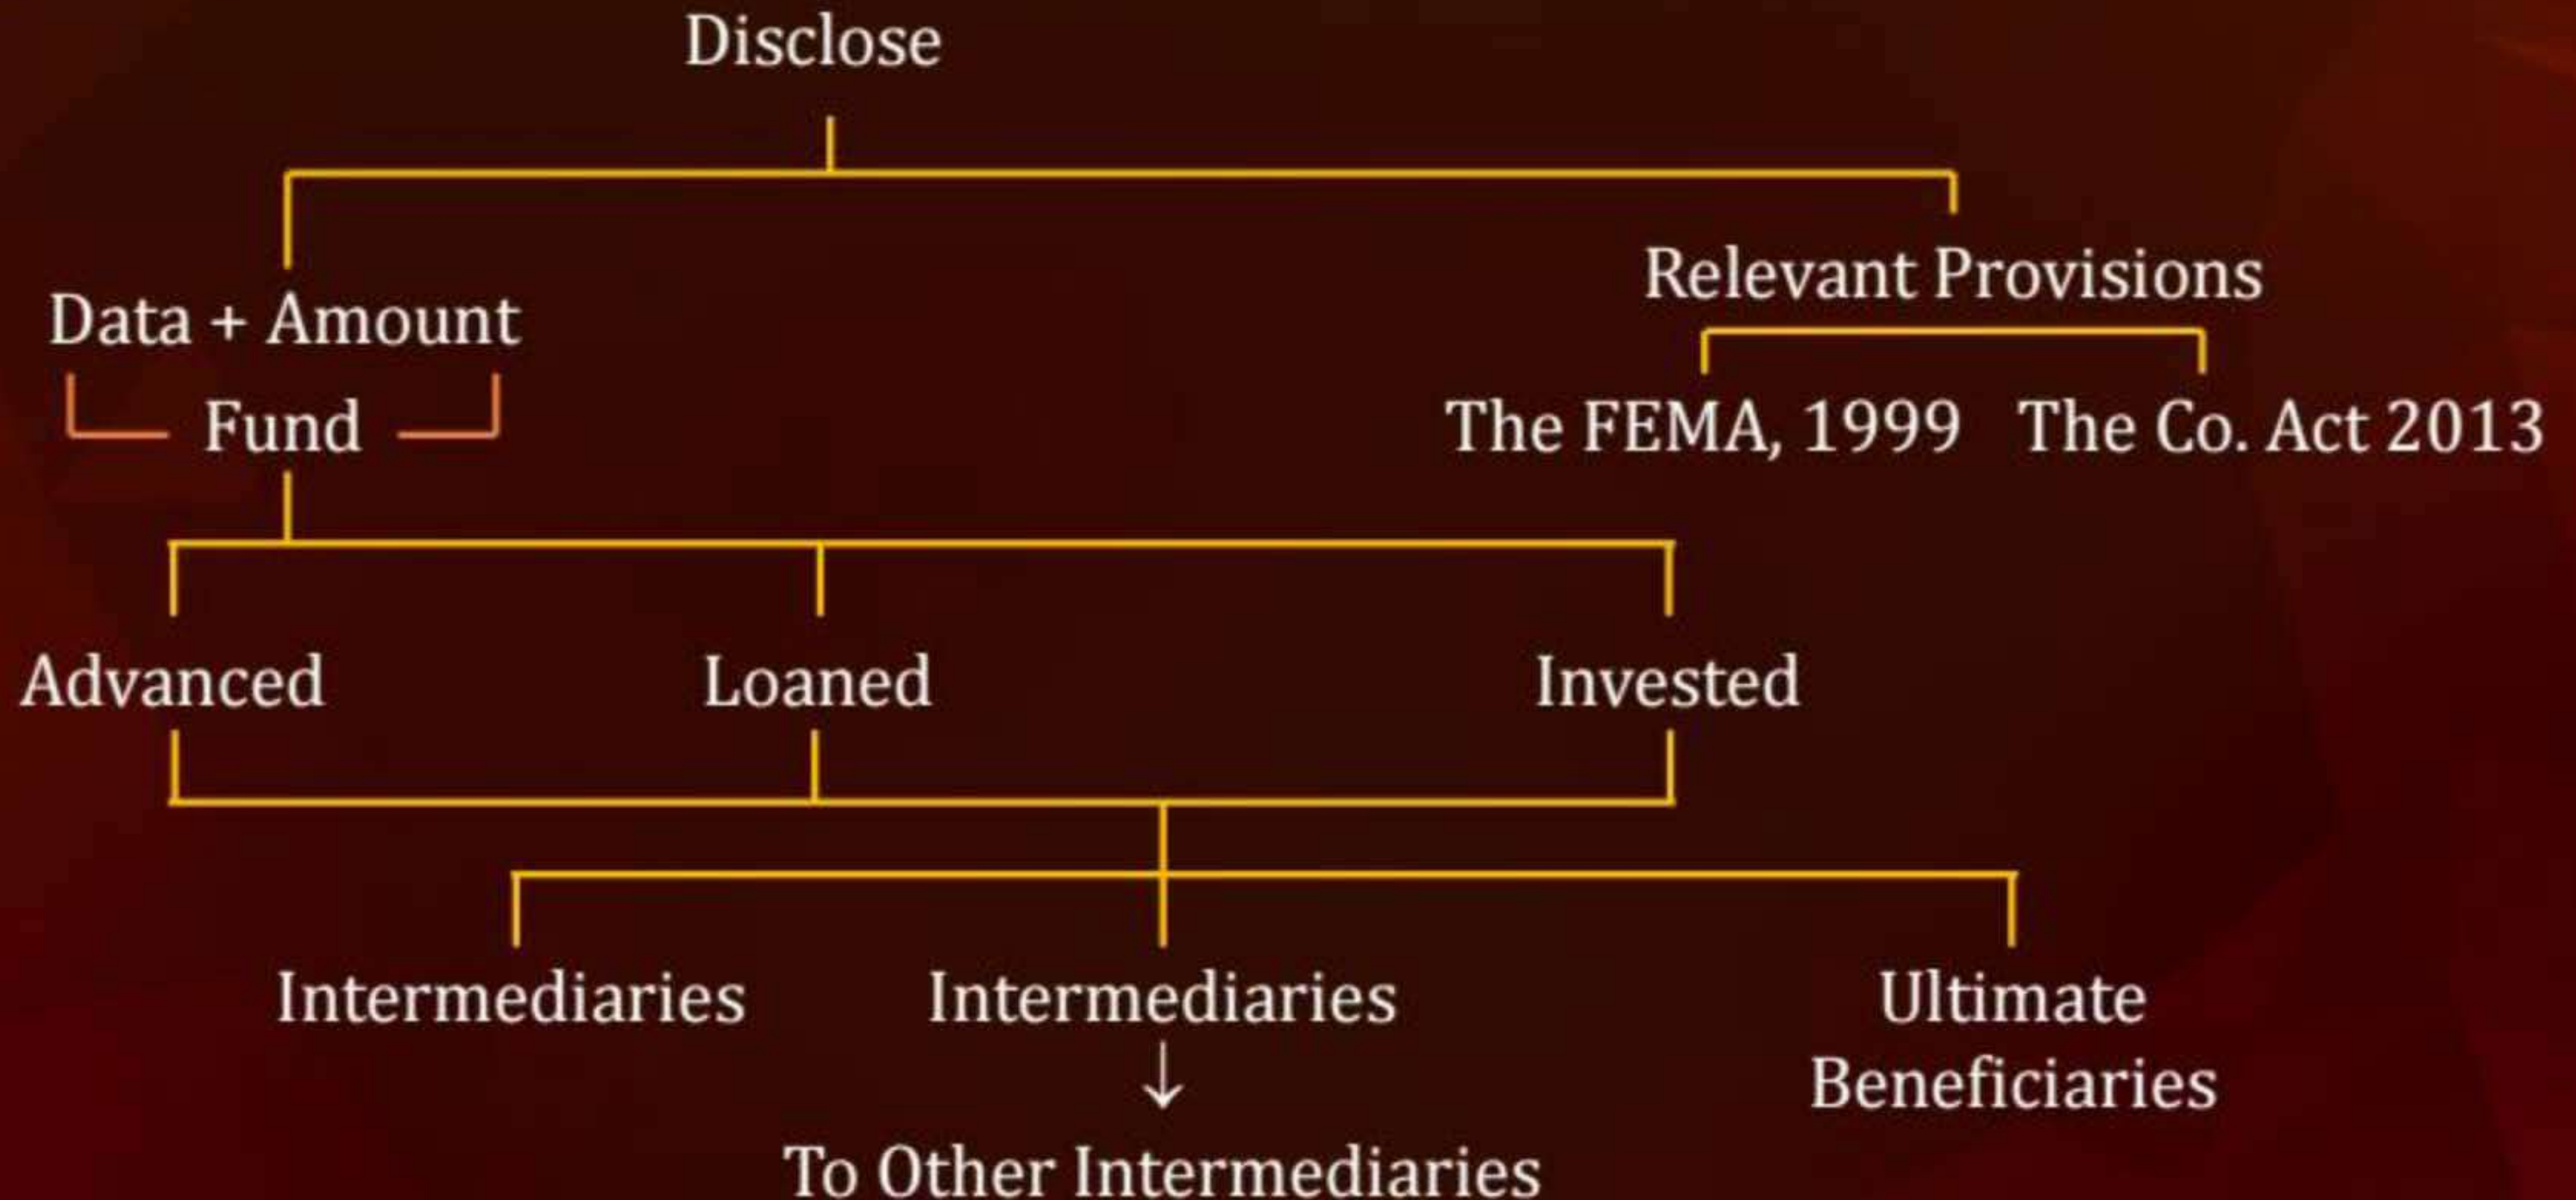 Disclose
Relevant Provisions
Data + Amount
Fund
The FEMA, 1999 The Co. Act 2013
Advanced Loaned Invested
Intermediaries Intermediaries Ultimate
Beneficiaries
↓
To Other Intermediaries